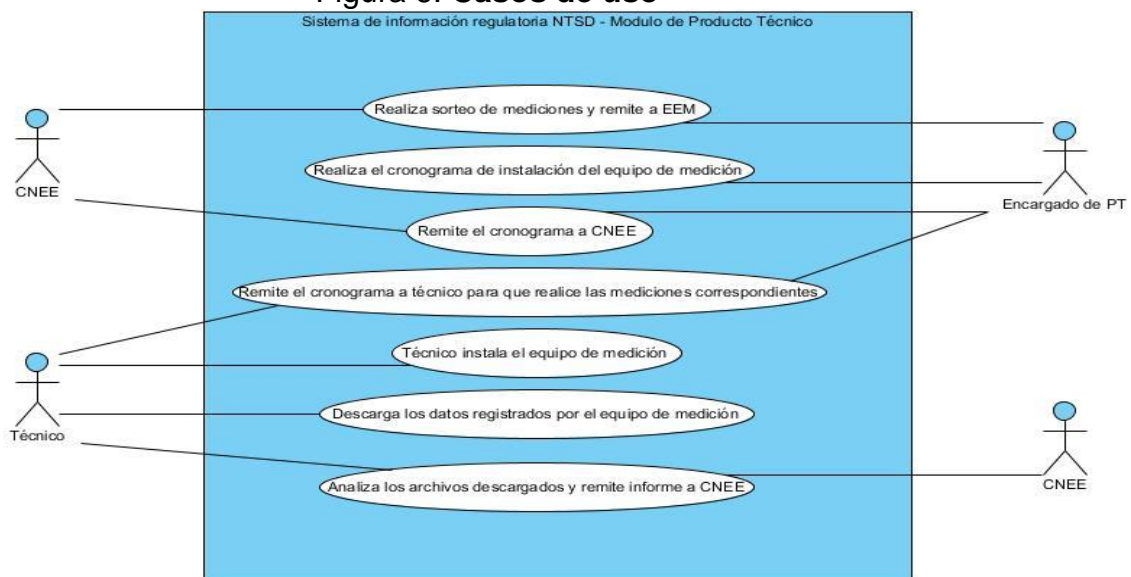 Casos de uso
Sistema de información regulatoria NTSD - Modulo de Producto Técnico
Realiza sorteo de mediciones y remite a EEM
CNEE
Realiza el cronograma de instalación del equipo de medición
Encargado de PT
Remite el cronograma a CNEE
Remite el cronograma a técnico para que realice las mediciones correspondientes
Técnico instala el equipo de medición
Técnico
Descarga los datos registrados por el equipo de medición
Analiza los archivos descargados y remite informe a CNEE
CNEE